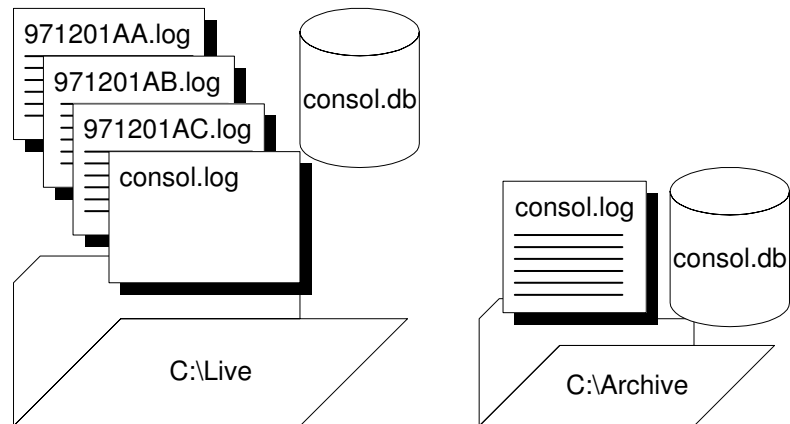 971201AA.log
971201AB.log
971201AC.log
consol.log
consol.db
C:\Live
consol.log
consol.db
C:\Archive